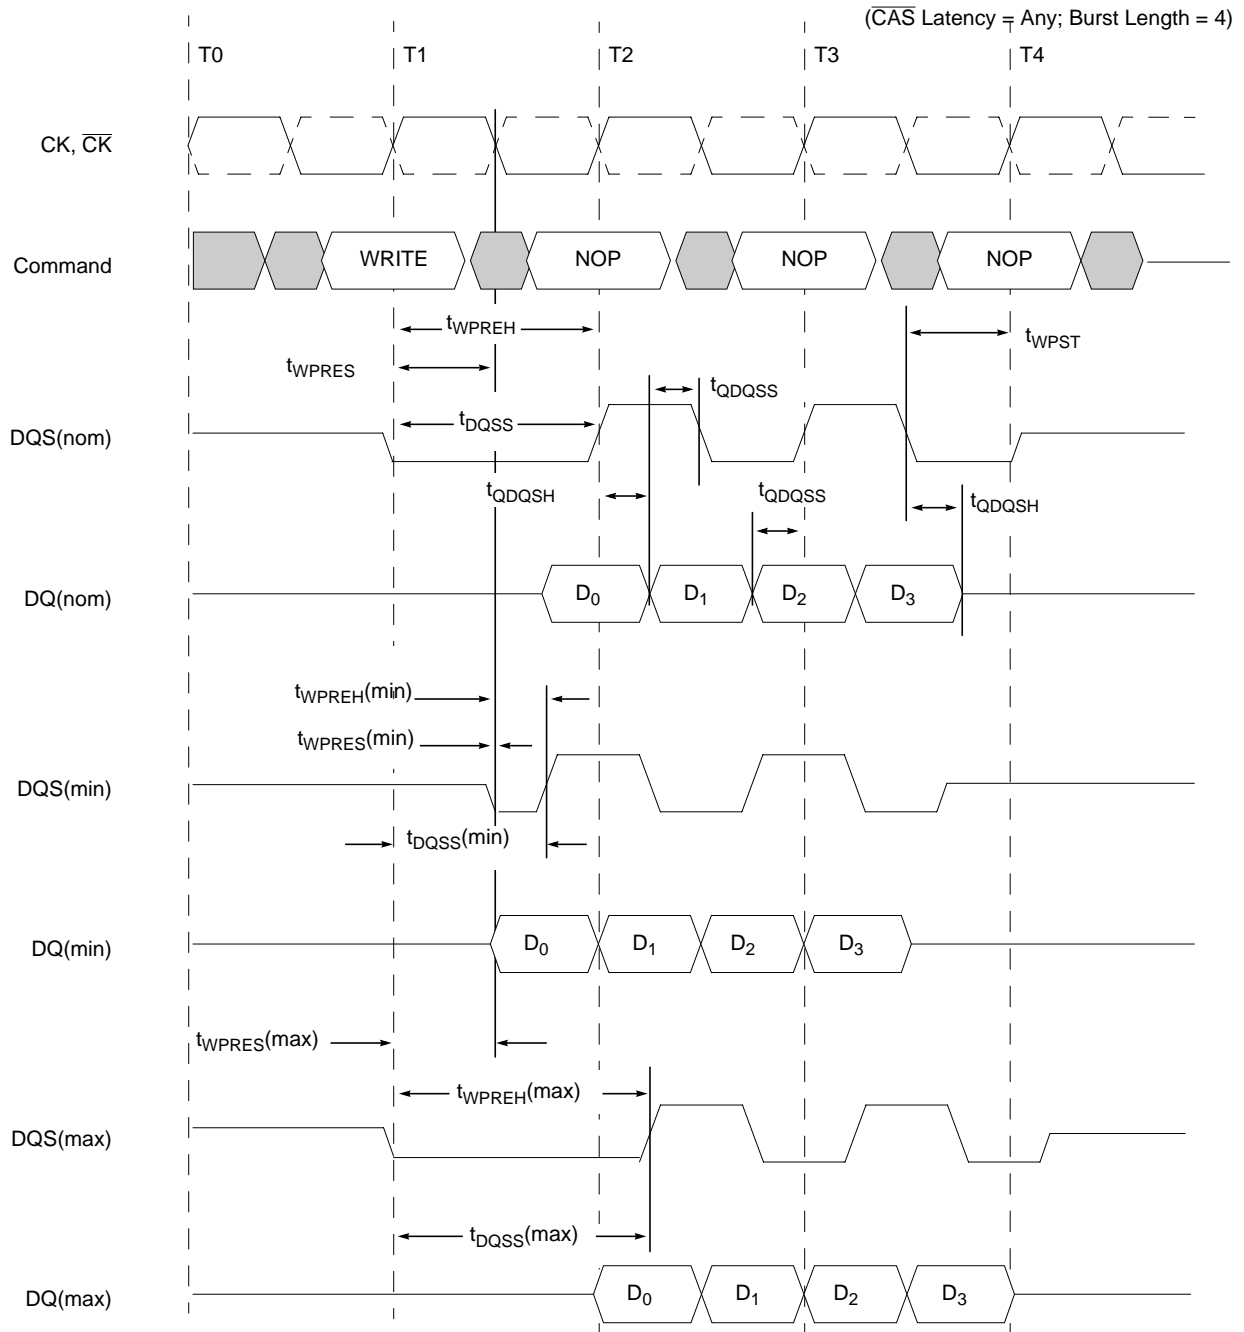 (C̅A̅S̅ Latency = Any; Burst Length = 4)
T0 T1 T2 T3 T4
CK, C̅K̅
Command WRITE NOP NOP NOP
tWPREH
tWPST
tWPRES
tQDQSS
DQS(nom) tDQSS
tQDQSH tQDQSS tQDQSH
DQ(nom) D0 D1 D2 D3
tWPREH(min)
tWPRES(min)
DQS(min)
tDQSS(min)
DQ(min) D0 D1 D2 D3
tWPRES(max)
tWPREH(max)
DQS(max)
tDQSS(max)
DQ(max) D0 D1 D2 D3